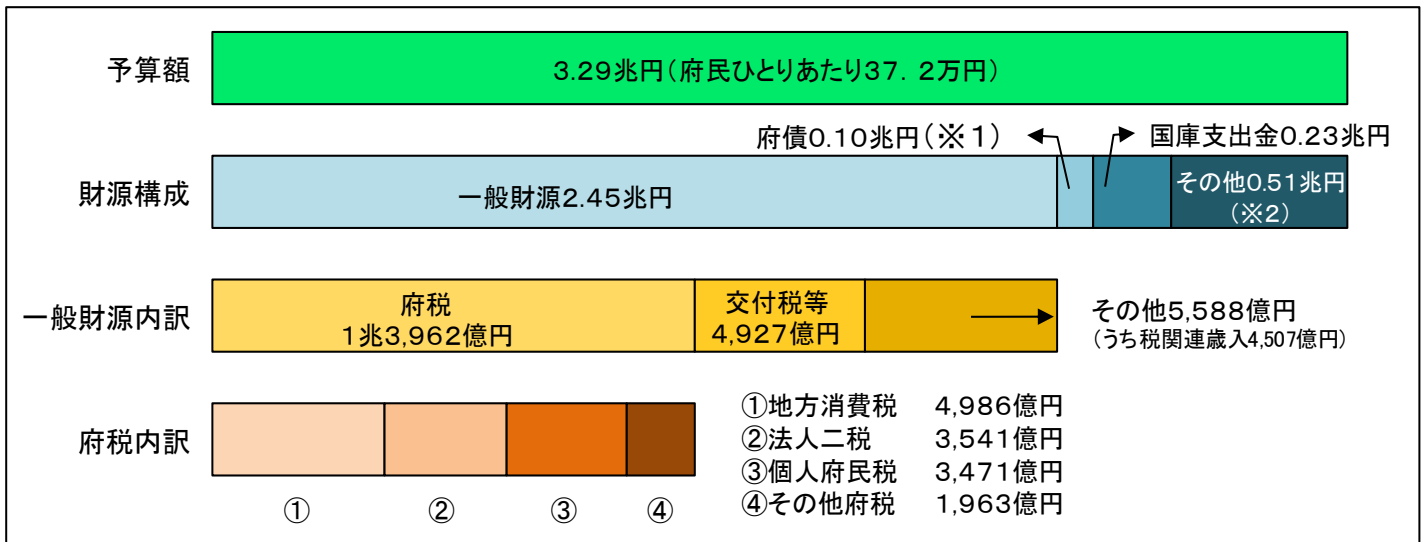 予算額
3.29兆円(府民ひとりあたり37.2万円)
府債0.10兆円(※1)
国庫支出金0.23兆円
財源構成
一般財源2.45兆円
その他0.51兆円
(※2)
一般財源内訳
府税
1兆3,962億円
交付税等
4,927億円
その他5,588億円
(うち税関連歳入4,507億円)
府税内訳
①地方消費税 4,986億円
②法人二税 3,541億円
③個人府民税 3,471億円
④その他府税 1,963億円
① ② ③ ④